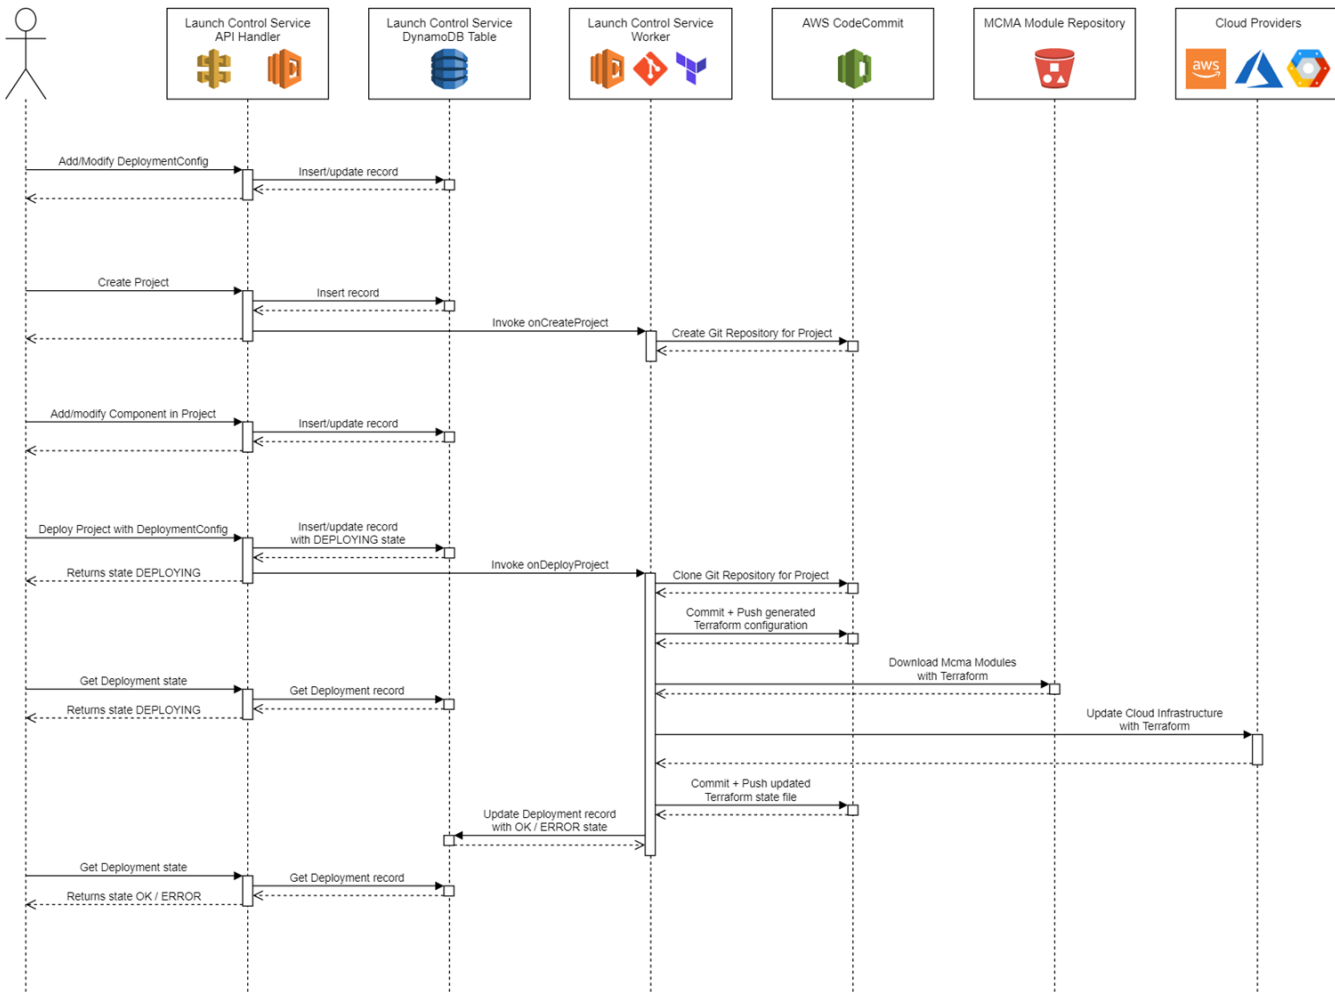 Launch Control Service
API Handler
Launch Control Service
DynamoDB Table
Launch Control Service
Worker
AWS CodeCommit
MCMA Module Repository
Cloud Providers
aws
Add/Modify DeploymentConfig
Insert/update record
Create Project
Insert record
Invoke onCreateProject
Create Git Repository for Project
Add/modify Component in Project
Insert/update record
Deploy Project with DeploymentConfig
Insert/update record
with DEPLOYING state
Returns state DEPLOYING
Invoke onDeployProject
Clone Git Repository for Project
Commit + Push generated
Terraform configuration
Download Mcma Modules
with Terraform
Get Deployment state
Get Deployment record
Returns state DEPLOYING
Update Cloud Infrastructure
with Terraform
Commit + Push updated
Terraform state file
Update Deployment record
with OK / ERROR state
Get Deployment state
Get Deployment record
Returns state OK / ERROR